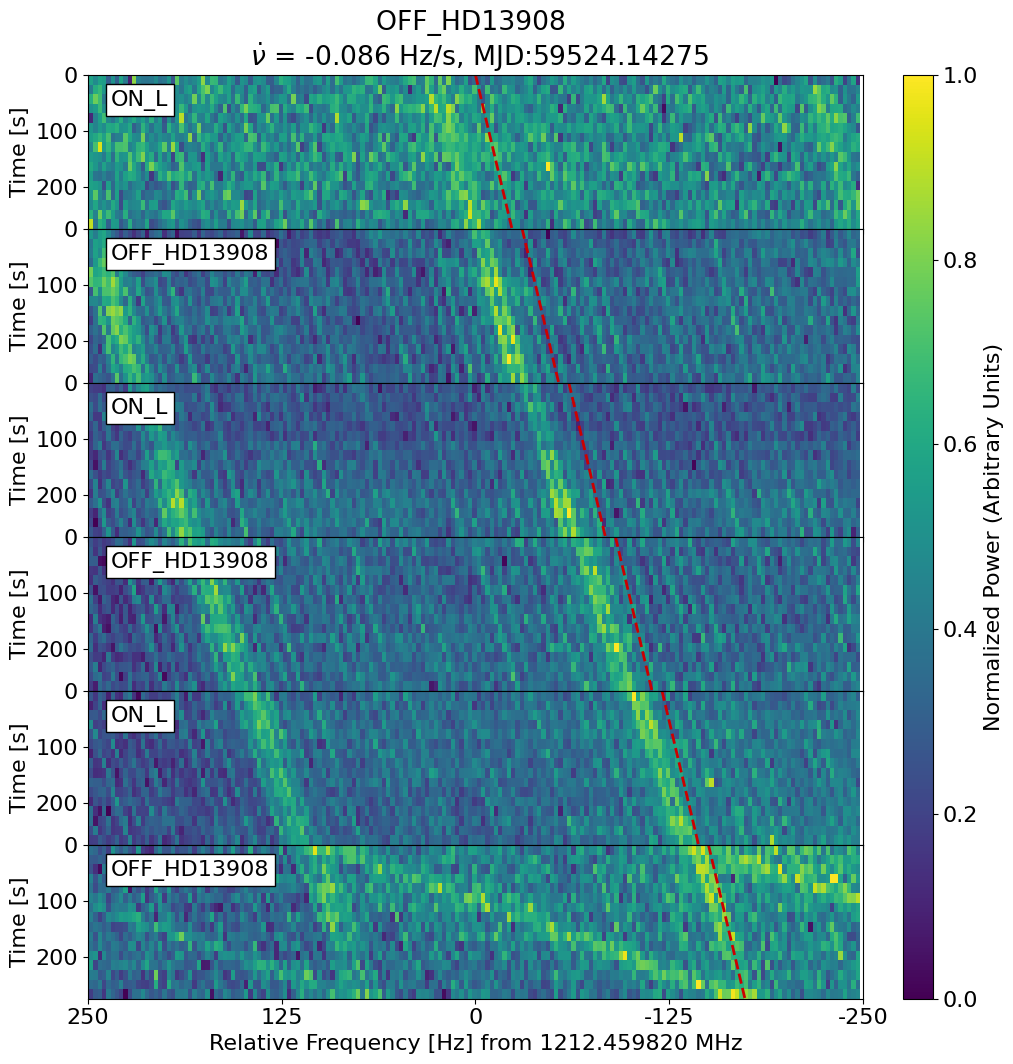 OFF_HD13908
ν̇ = -0.086 Hz/s, MJD:59524.14275
ON_L
OFF_HD13908
ON_L
OFF_HD13908
ON_L
OFF_HD13908
Time [s]
0
100
200
Time [s]
0
100
200
Time [s]
0
100
200
Time [s]
0
100
200
Time [s]
0
100
200
Time [s]
0
100
200
250 125 0 -125 -250
Relative Frequency [Hz] from 1212.459820 MHz
1.0
0.8
0.6
0.4
0.2
0.0
Normalized Power (Arbitrary Units)